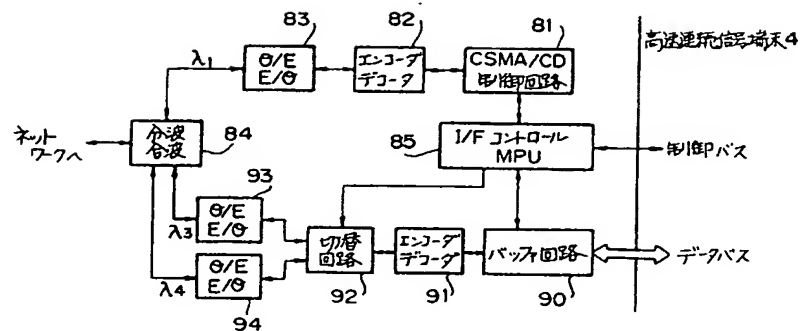 83
82
81
高速連続信号端末4
λ1
O/E
E/O
エンコーダ
デコータ
CSMA/CD
制御回路
ネット
ワークへ
分波
合波
84
85
I/F コントロール
MPU
制御バス
93
λ3
O/E
E/O
切替
回路
エンコーダ
デコーダ
バッファ回路
データバス
λ4
O/E
E/O
92
91
90
94